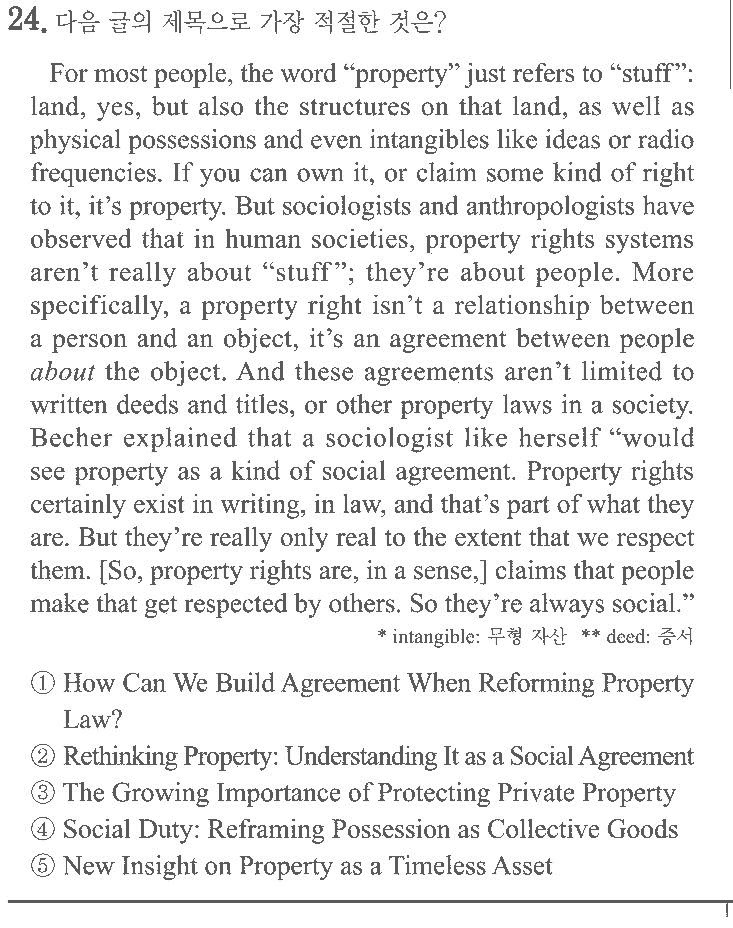 24. 다음 글의 제목으로 가장 적절한 것은?
For most people, the word “property” just refers to “stuff”:
land, yes, but also the structures on that land, as well as
physical possessions and even intangibles like ideas or radio
frequencies. If you can own it, or claim some kind of right
to it, it’s property. But sociologists and anthropologists have
observed that in human societies, property rights systems
aren’t really about “stuff”; they’re about people. More
specifically, a property right isn’t a relationship between
a person and an object, it’s an agreement between people
about the object. And these agreements aren’t limited to
written deeds and titles, or other property laws in a society.
Becher explained that a sociologist like herself “would
see property as a kind of social agreement. Property rights
certainly exist in writing, in law, and that’s part of what they
are. But they’re really only real to the extent that we respect
them. [So, property rights are, in a sense,] claims that people
make that get respected by others. So they’re always social.”
* intangible: 무형 자산 ** deed: 증서
① How Can We Build Agreement When Reforming Property
Law?
② Rethinking Property: Understanding It as a Social Agreement
③ The Growing Importance of Protecting Private Property
④ Social Duty: Reframing Possession as Collective Goods
⑤ New Insight on Property as a Timeless Asset